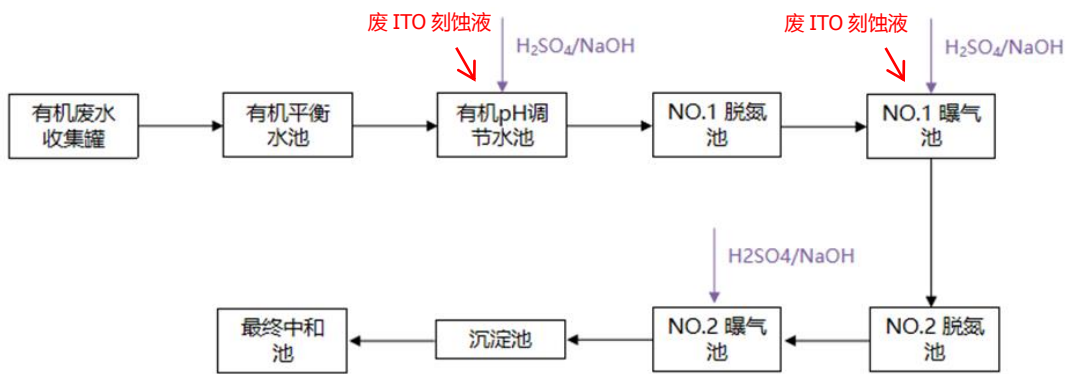 废 ITO 刻蚀液
废 ITO 刻蚀液
H₂SO₄/NaOH
H₂SO₄/NaOH
有机废水
收集罐
有机平衡
水池
有机pH调
节水池
NO.1 脱氮
池
NO.1 曝气
池
H2SO4/NaOH
最终中和
池
沉淀池
NO.2 曝气
池
NO.2 脱氮
池